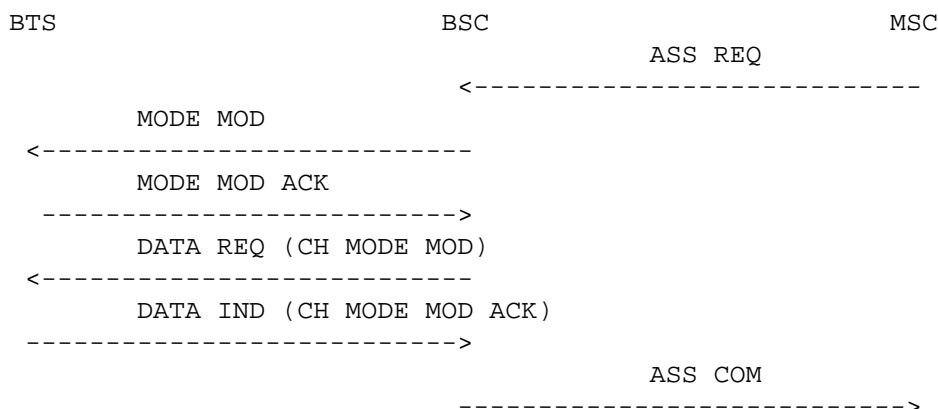 BTS BSC MSC
ASS REQ
<-----------------------------
MODE MOD
<---------------------------
MODE MOD ACK
-------------------------->
DATA REQ (CH MODE MOD)
<---------------------------
DATA IND (CH MODE MOD ACK)
--------------------------->
ASS COM
---------------------------->